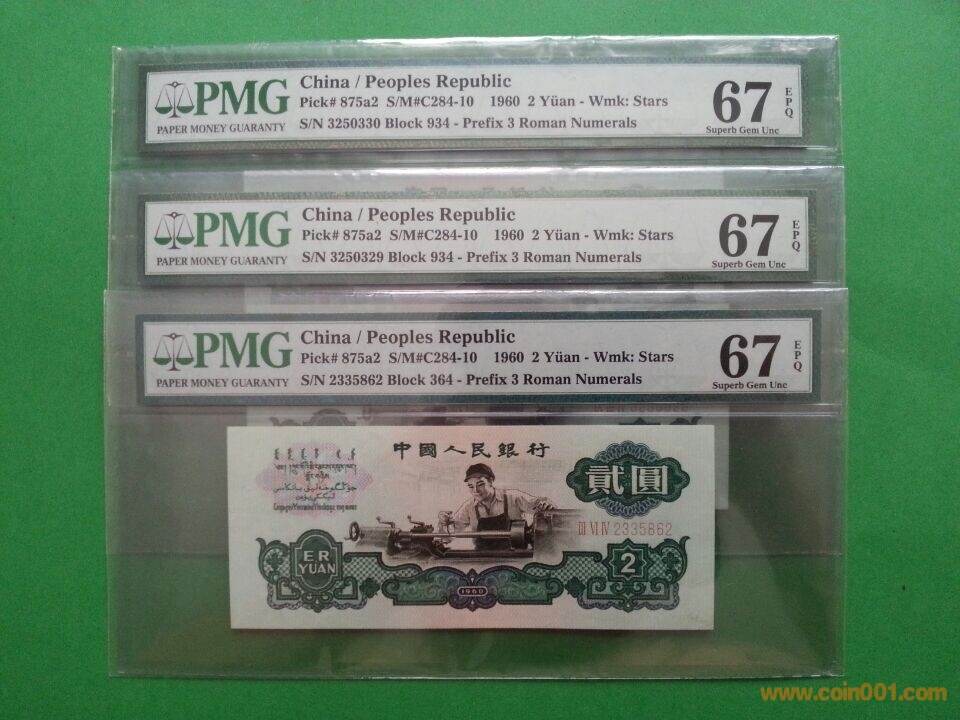 PMG
PAPER MONEY GUARANTY
China / Peoples Republic
Pick# 875a2 S/M#C284-10 1960 2 Yüan - Wmk: Stars
S/N 3250330 Block 934 - Prefix 3 Roman Numerals
67
EPQ
Superb Gem Unc
PMG
PAPER MONEY GUARANTY
China / Peoples Republic
Pick# 875a2 S/M#C284-10 1960 2 Yüan - Wmk: Stars
S/N 3250329 Block 934 - Prefix 3 Roman Numerals
67
EPQ
Superb Gem Unc
PMG
PAPER MONEY GUARANTY
China / Peoples Republic
Pick# 875a2 S/M#C284-10 1960 2 Yüan - Wmk: Stars
S/N 2335862 Block 364 - Prefix 3 Roman Numerals
67
EPQ
Superb Gem Unc
中國人民銀行
貳圓
III VI IV 2335862
ER
YUAN
1960
2
www.coin001.com